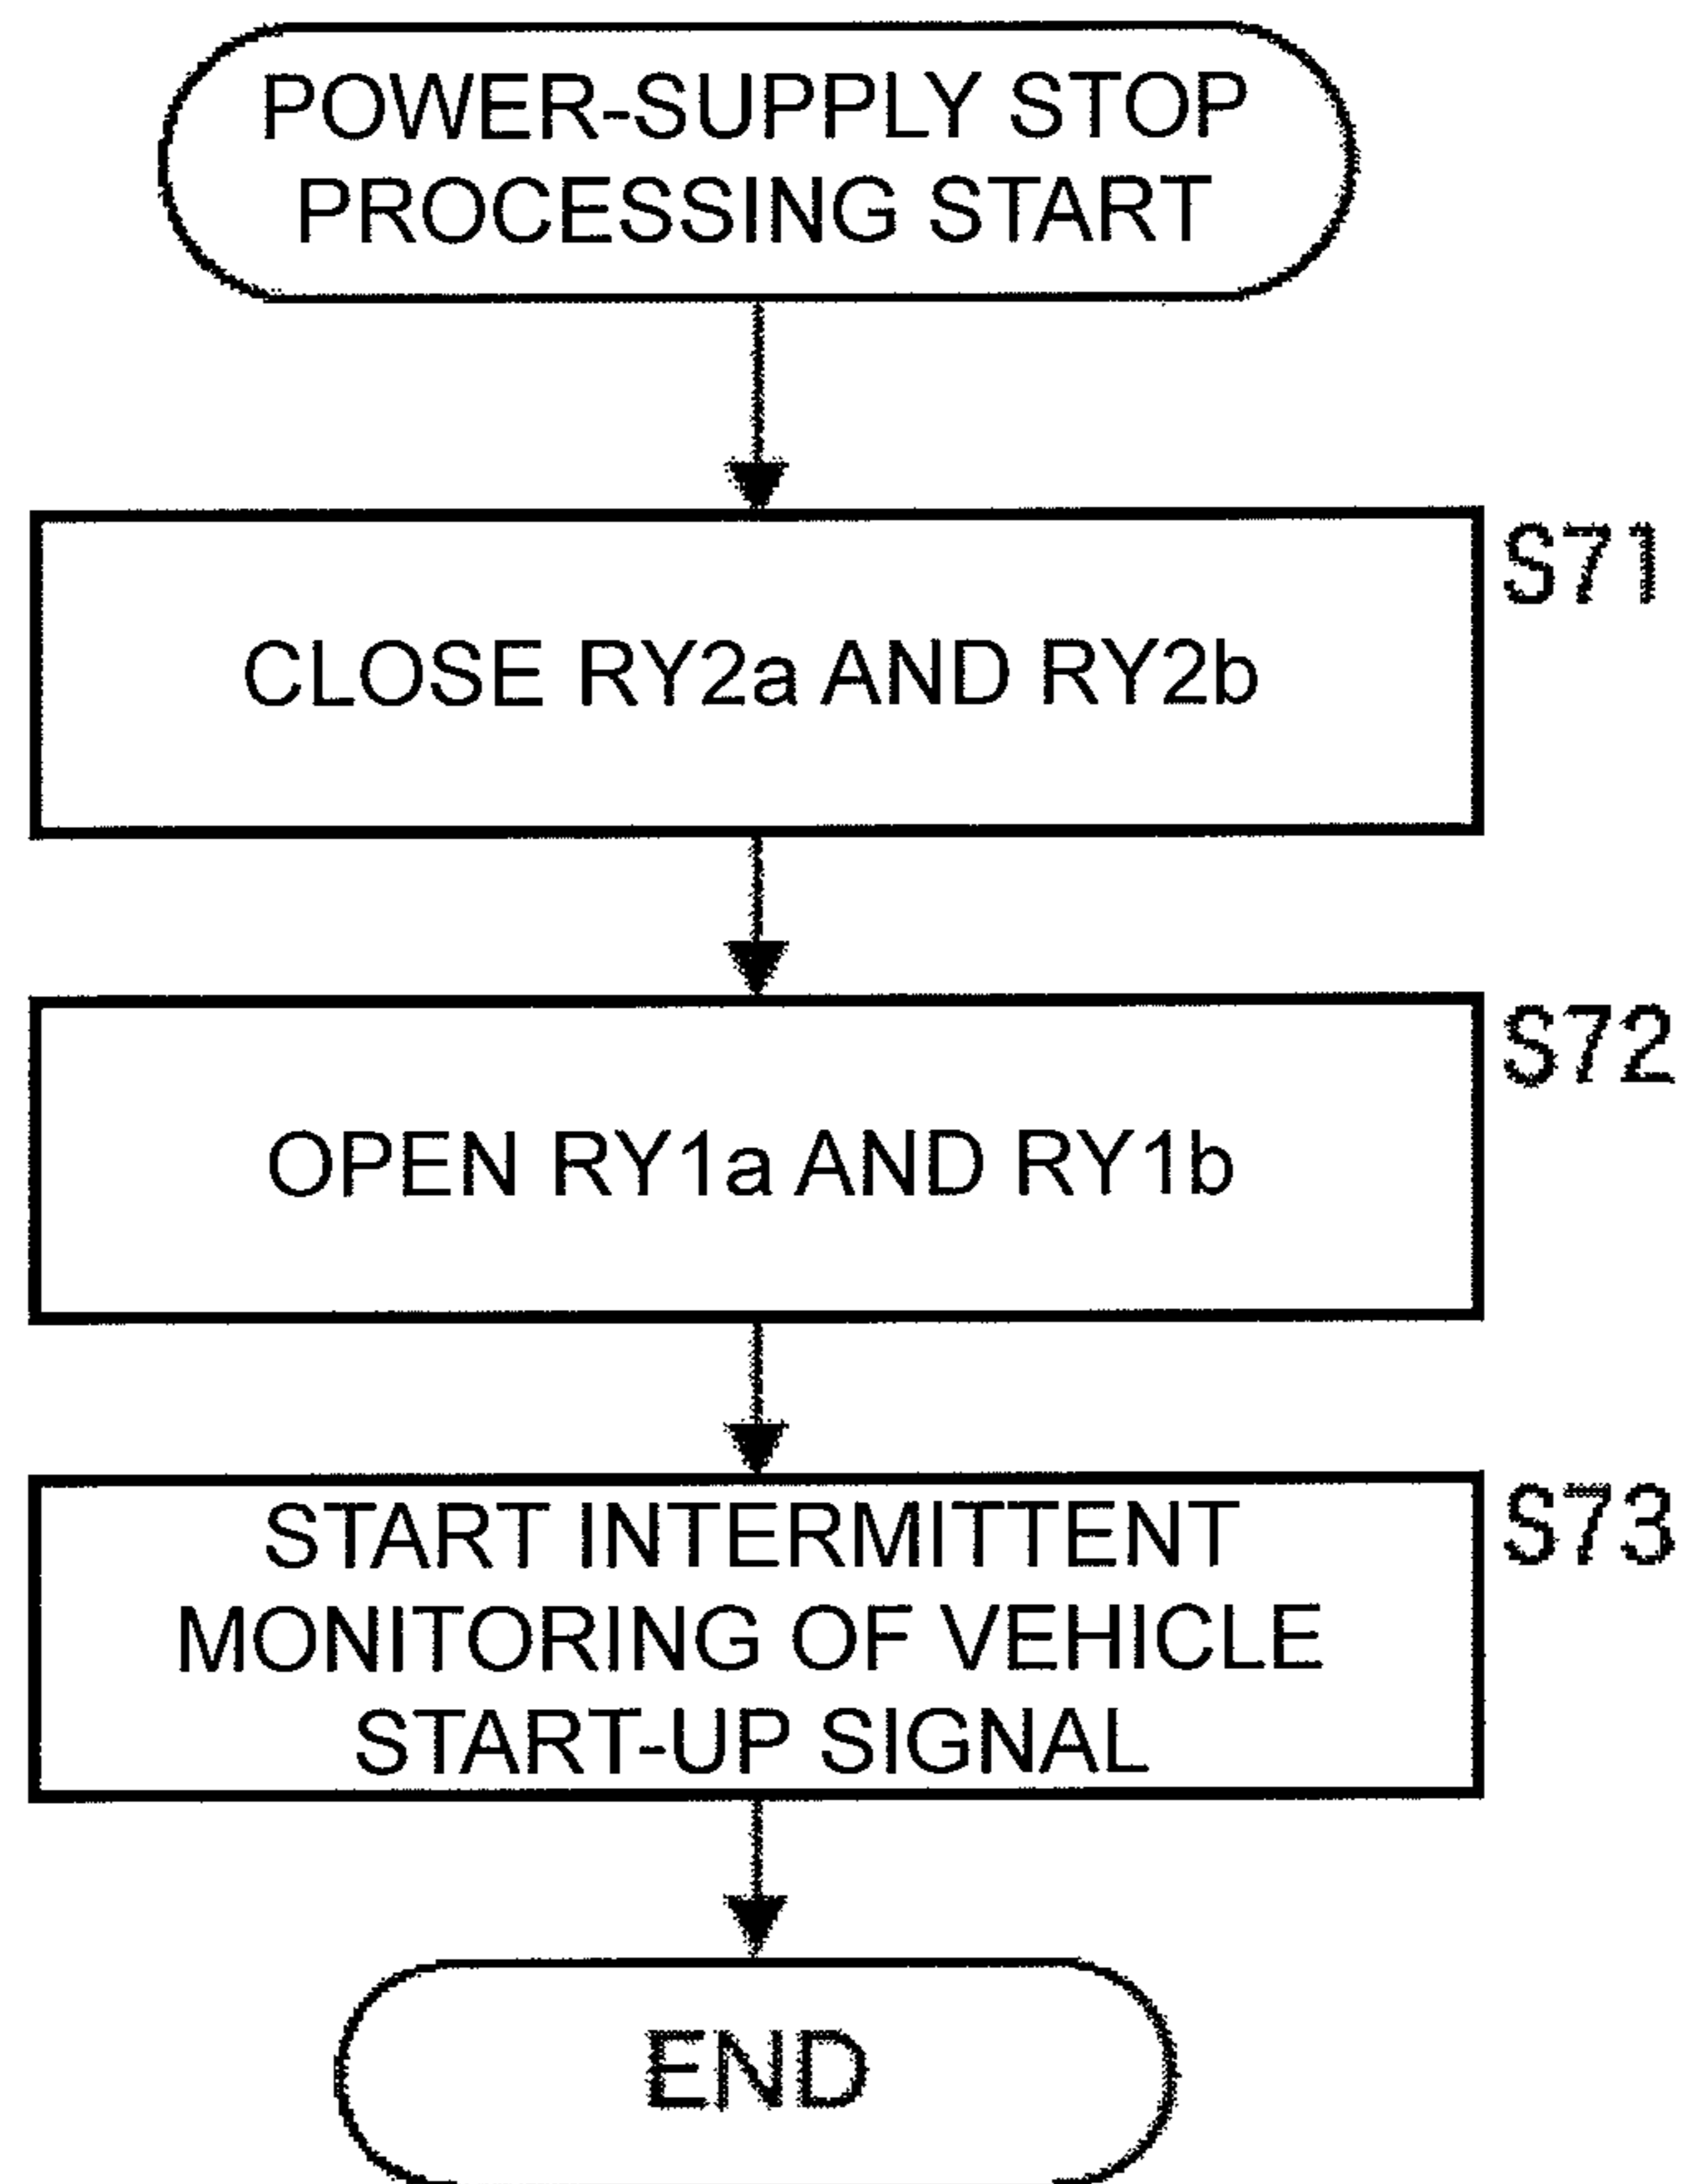 POWER-SUPPLY STOP
PROCESSING START
S71
CLOSE RY2a AND RY2b
S72
OPEN RY1a AND RY1b
S73
START INTERMITTENT
MONITORING OF VEHICLE
START-UP SIGNAL
END